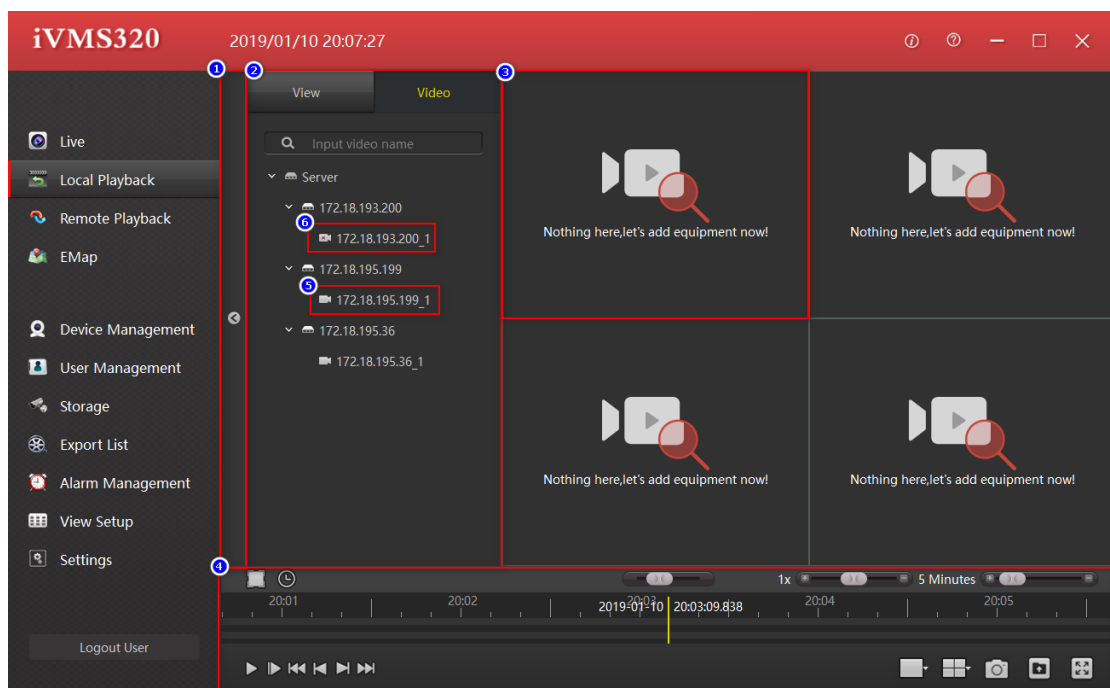 iVMS320
2019/01/10 20:07:27
1
2
3
View
Video
Live
Input video name
Local Playback
Server
172.18.193.200
Remote Playback
6
172.18.193.200_1
Nothing here,let's add equipment now!
Nothing here,let's add equipment now!
EMap
172.18.195.199
5
172.18.195.199_1
Device Management
172.18.195.36
User Management
172.18.195.36_1
Storage
Export List
Alarm Management
Nothing here,let's add equipment now!
Nothing here,let's add equipment now!
View Setup
Settings
4
1x
5 Minutes
20:01
20:02
20:03
20:04
20:05
2019-01-10 20:03:09.838
Logout User